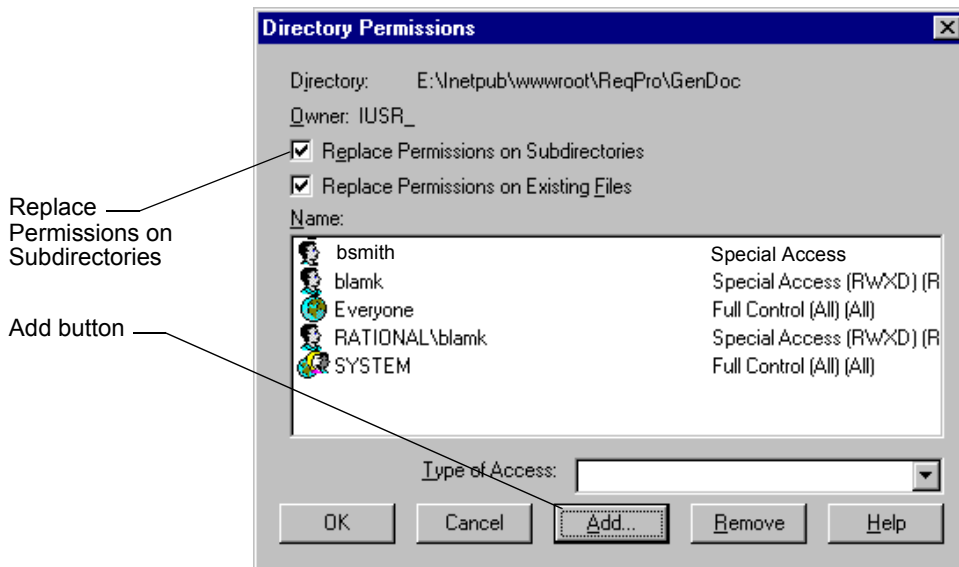 Directory Permissions
Directory: E:\Inetpub\wwwroot\ReqPro\GenDoc
Owner: IUSR_
Replace Permissions on Subdirectories
Replace Permissions on Existing Files
Name:
bsmith Special Access
blamk Special Access (RWXD) (R
Everyone Full Control (All) (All)
RATIONAL\blamk Special Access (RWXD) (R
SYSTEM Full Control (All) (All)
Type of Access:
OK Cancel Add... Remove Help
Replace
Permissions on
Subdirectories
Add button